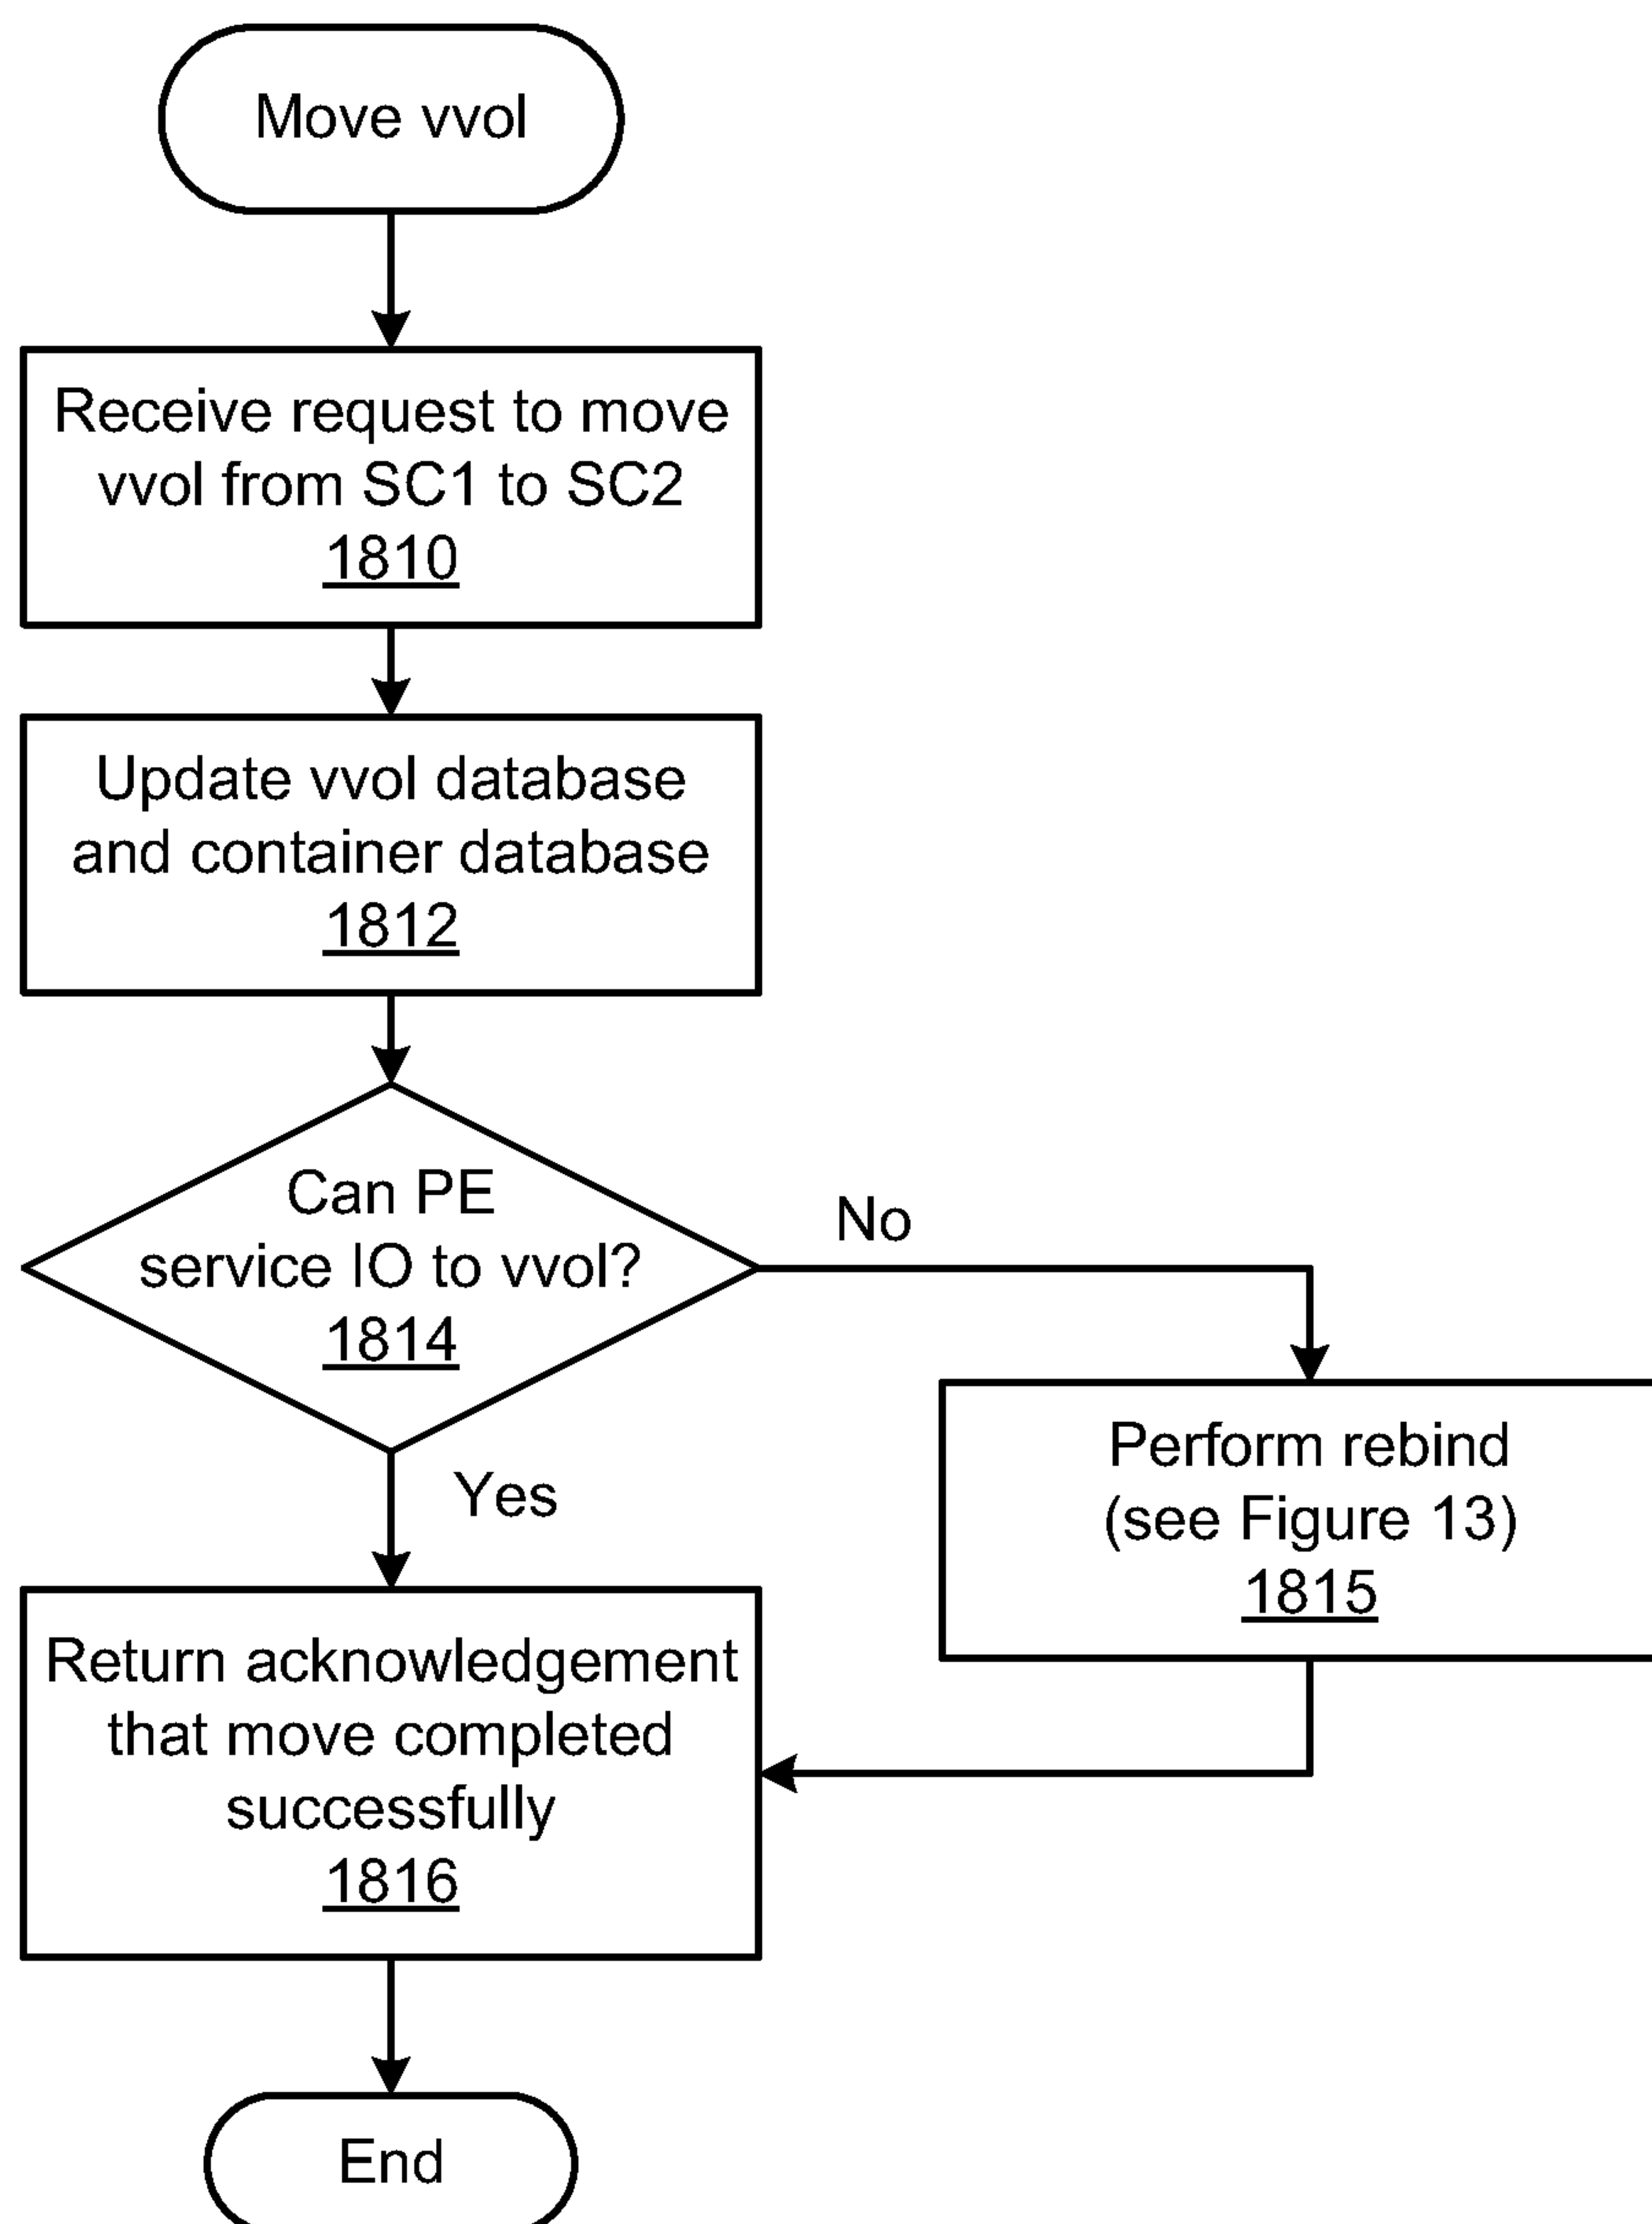 Move vvol
Receive request to move
vvol from SC1 to SC2
1810
Update vvol database
and container database
1812
Can PE
service IO to vvol?
1814
No
Yes
Perform rebind
(see Figure 13)
1815
Return acknowledgement
that move completed
successfully
1816
End